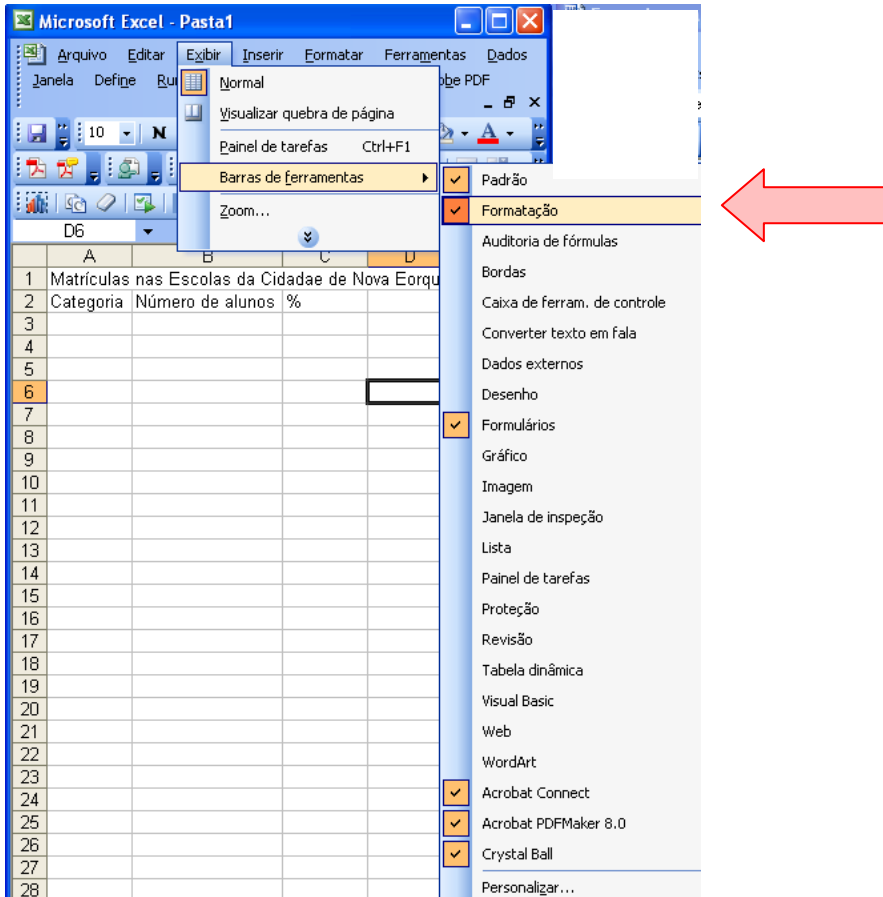 Microsoft Excel - Pasta1
Arquivo Editar Exibir Inserir Formatar Ferramentas Dados
Janela Define Ru be PDF
Normal
Visualizar quebra de página
Painel de tarefas Ctrl+F1
Barras de ferramentas
Zoom...
10 N A
D6
A B C D
1 Matrículas nas Escolas da Cidadae de Nova Eorqu
2 Categoria Número de alunos %
3
4
5
6
7
8
9
10
11
12
13
14
15
16
17
18
19
20
21
22
23
24
25
26
27
28
Padrão
Formatação
Auditoria de fórmulas
Bordas
Caixa de ferram. de controle
Converter texto em fala
Dados externos
Desenho
Formulários
Gráfico
Imagem
Janela de inspeção
Lista
Painel de tarefas
Proteção
Revisão
Tabela dinâmica
Visual Basic
Web
WordArt
Acrobat Connect
Acrobat PDFMaker 8.0
Crystal Ball
Personalizar...